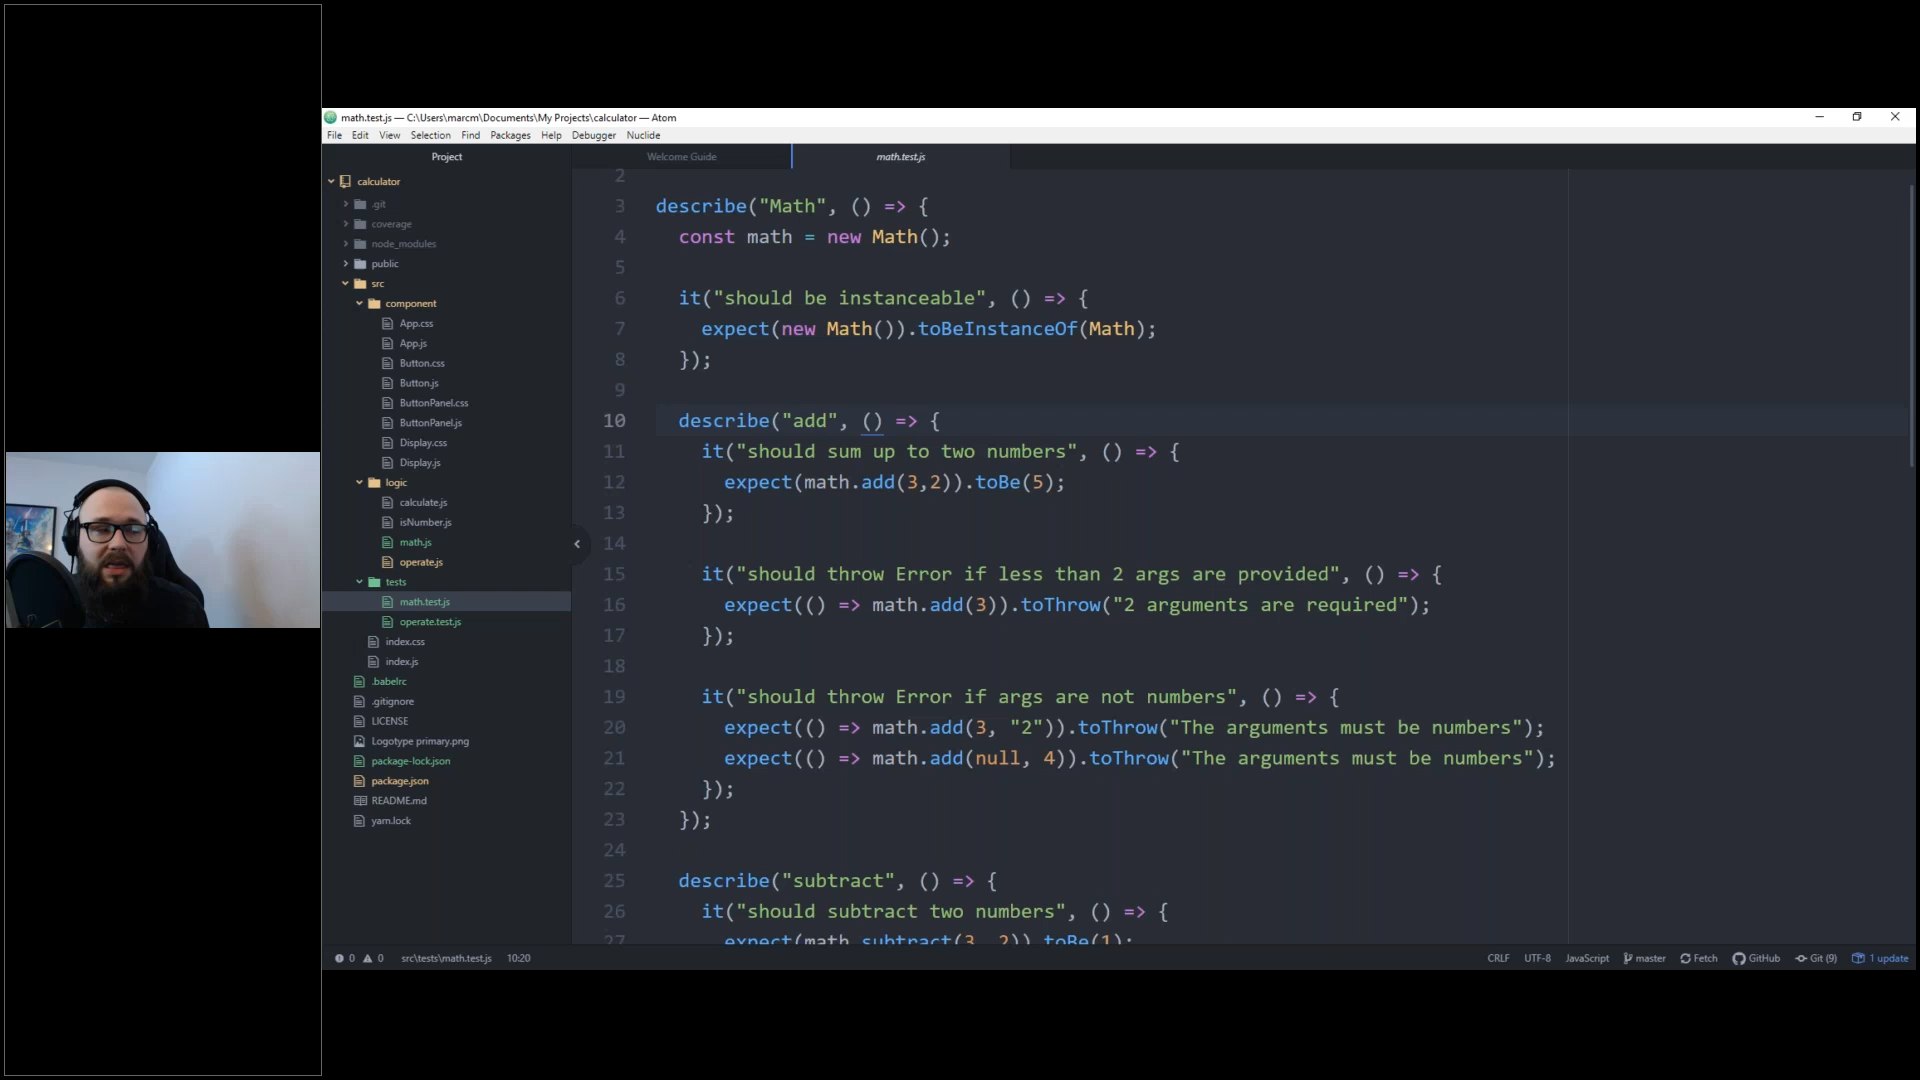 math.test.js — C:\Users\marcm\Documents\My Projects\calculator — Atom
File Edit View Selection Find Packages Help Debugger Nuclide
Project
Welcome Guide
math.test.js
calculator
.git
coverage
node_modules
public
src
component
App.css
App.js
Button.css
Button.js
ButtonPanel.css
ButtonPanel.js
Display.css
Display.js
logic
calculate.js
isNumber.js
math.js
operate.js
tests
math.test.js
operate.test.js
index.css
index.js
.babelrc
.gitignore
LICENSE
Logotype primary.png
package-lock.json
package.json
README.md
yarn.lock
2
3 describe("Math", () => {
4 const math = new Math();
5
6 it("should be instanceable", () => {
7 expect(new Math()).toBeInstanceOf(Math);
8 });
9
10 describe("add", () => {
11 it("should sum up to two numbers", () => {
12 expect(math.add(3,2)).toBe(5);
13 });
14
15 it("should throw Error if less than 2 args are provided", () => {
16 expect(() => math.add(3)).toThrow("2 arguments are required");
17 });
18
19 it("should throw Error if args are not numbers", () => {
20 expect(() => math.add(3, "2")).toThrow("The arguments must be numbers");
21 expect(() => math.add(null, 4)).toThrow("The arguments must be numbers");
22 });
23 });
24
25 describe("subtract", () => {
26 it("should subtract two numbers", () => {
27 expect(math.subtract(3, 2)).toBe(1);
0 0 src\tests\math.test.js 10:20 CRLF UTF-8 JavaScript master Fetch GitHub Git (9) 1 update